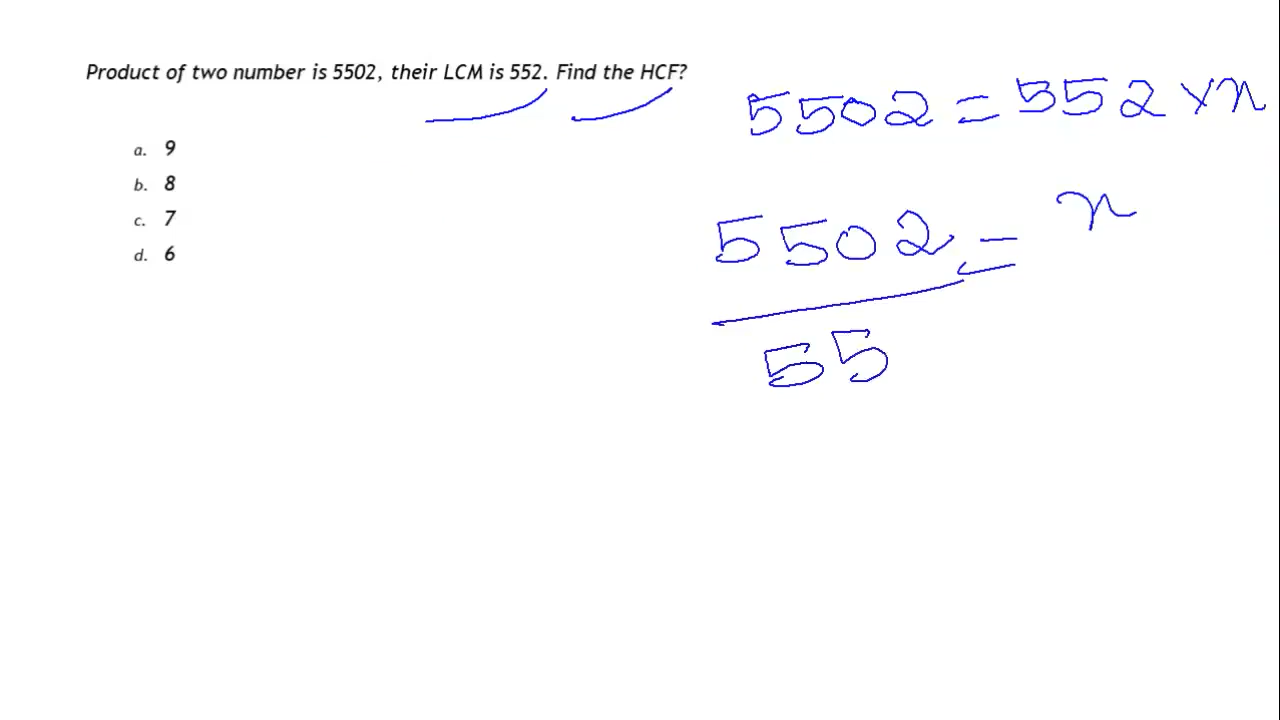 Product of two number is 5502, their LCM is 552. Find the HCF?
5502 = 552 x n
a. 9
b. 8
c. 7
d. 6
5502 = n
55